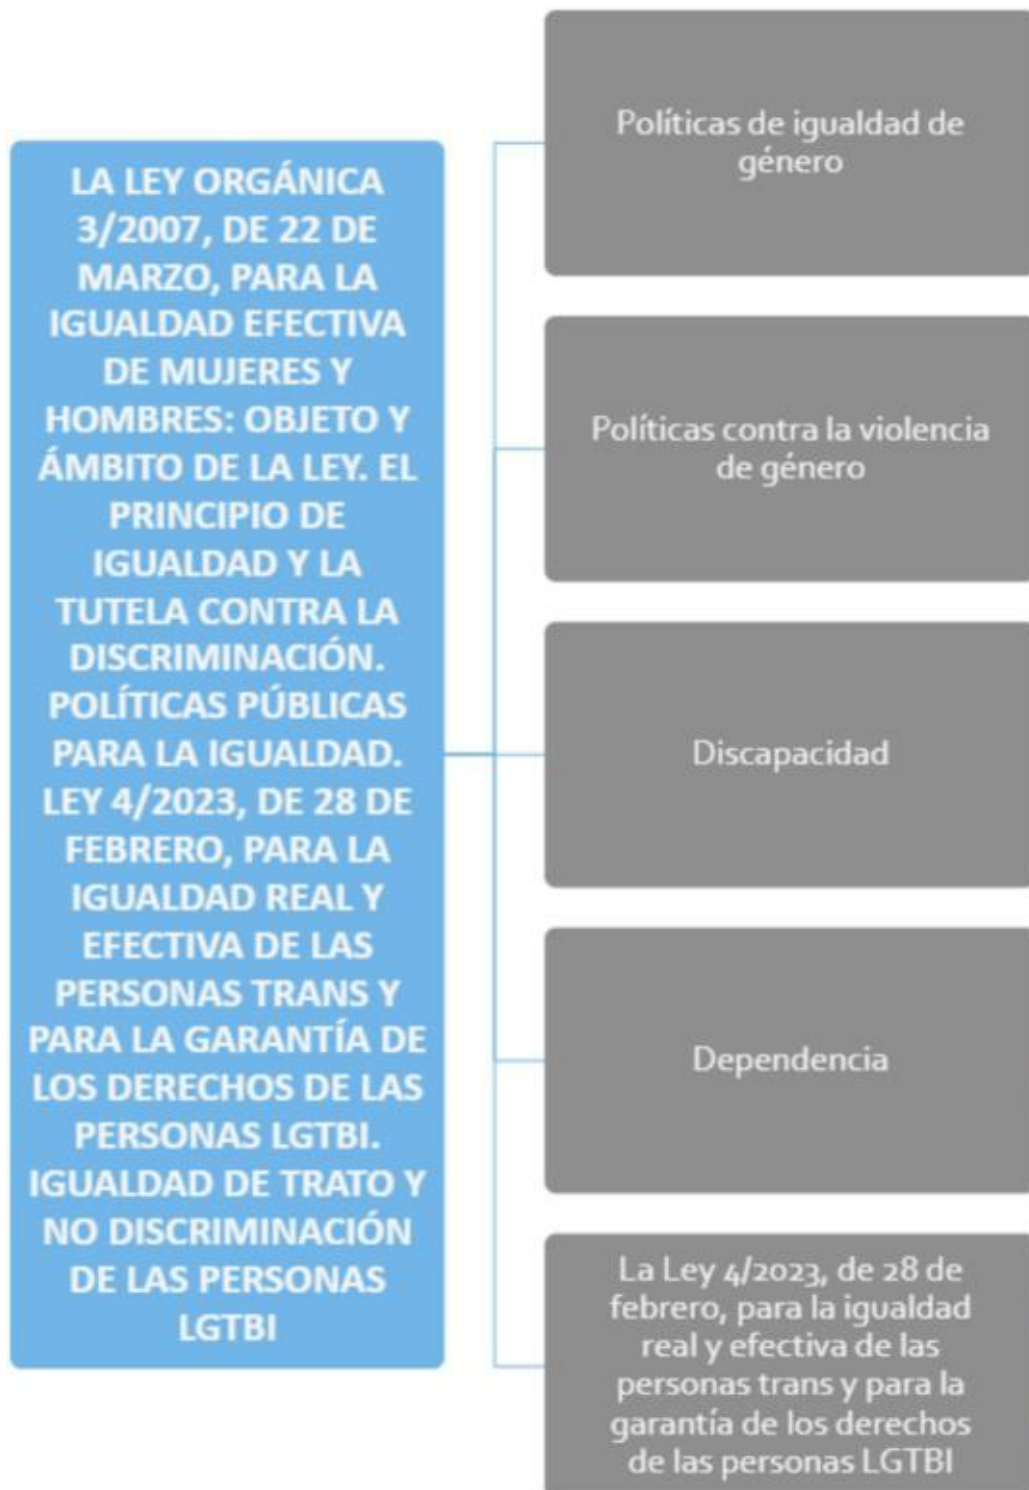 LA LEY ORGÁNICA
3/2007, DE 22 DE
MARZO, PARA LA
IGUALDAD EFECTIVA
DE MUJERES Y
HOMBRES: OBJETO Y
ÁMBITO DE LA LEY. EL
PRINCIPIO DE
IGUALDAD Y LA
TUTELA CONTRA LA
DISCRIMINACIÓN.
POLÍTICAS PÚBLICAS
PARA LA IGUALDAD.
LEY 4/2023, DE 28 DE
FEBRERO, PARA LA
IGUALDAD REAL Y
EFECTIVA DE LAS
PERSONAS TRANS Y
PARA LA GARANTÍA DE
LOS DERECHOS DE LAS
PERSONAS LGTBI.
IGUALDAD DE TRATO Y
NO DISCRIMINACIÓN
DE LAS PERSONAS
LGTBI
Políticas de igualdad de
género
Políticas contra la violencia
de género
Discapacidad
Dependencia
La Ley 4/2023, de 28 de
febrero, para la igualdad
real y efectiva de las
personas trans y para la
garantía de los derechos
de las personas LGTBI